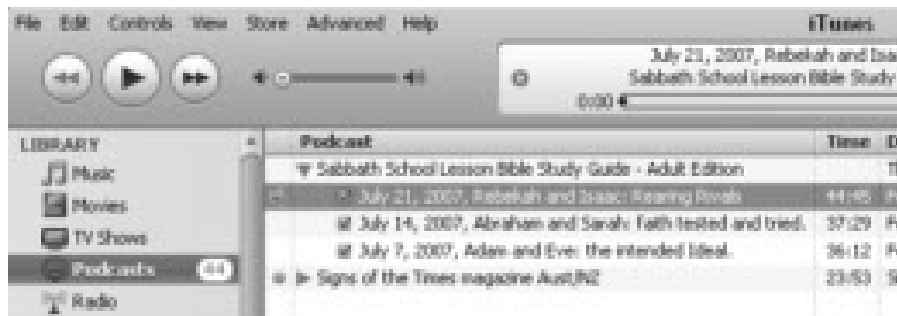 File Edit Controls View Store Advanced Help
iTunes
July 21, 2007, Rebekah and Isaa
Sabbath School Lesson Bible Study
0:00
LIBRARY
Music
Movies
TV Shows
Podcasts 44
Radio
Podcast Time D
Sabbath School Lesson Bible Study Guide - Adult Edition T
July 21, 2007, Rebekah and Isaac: Rearing Rivals 44:45
July 14, 2007, Abraham and Sarah: Faith tested and tried. 37:29
July 7, 2007, Adam and Eve: the intended Ideal. 36:12
Signs of the Times magazine Aust/NZ 23:53 S